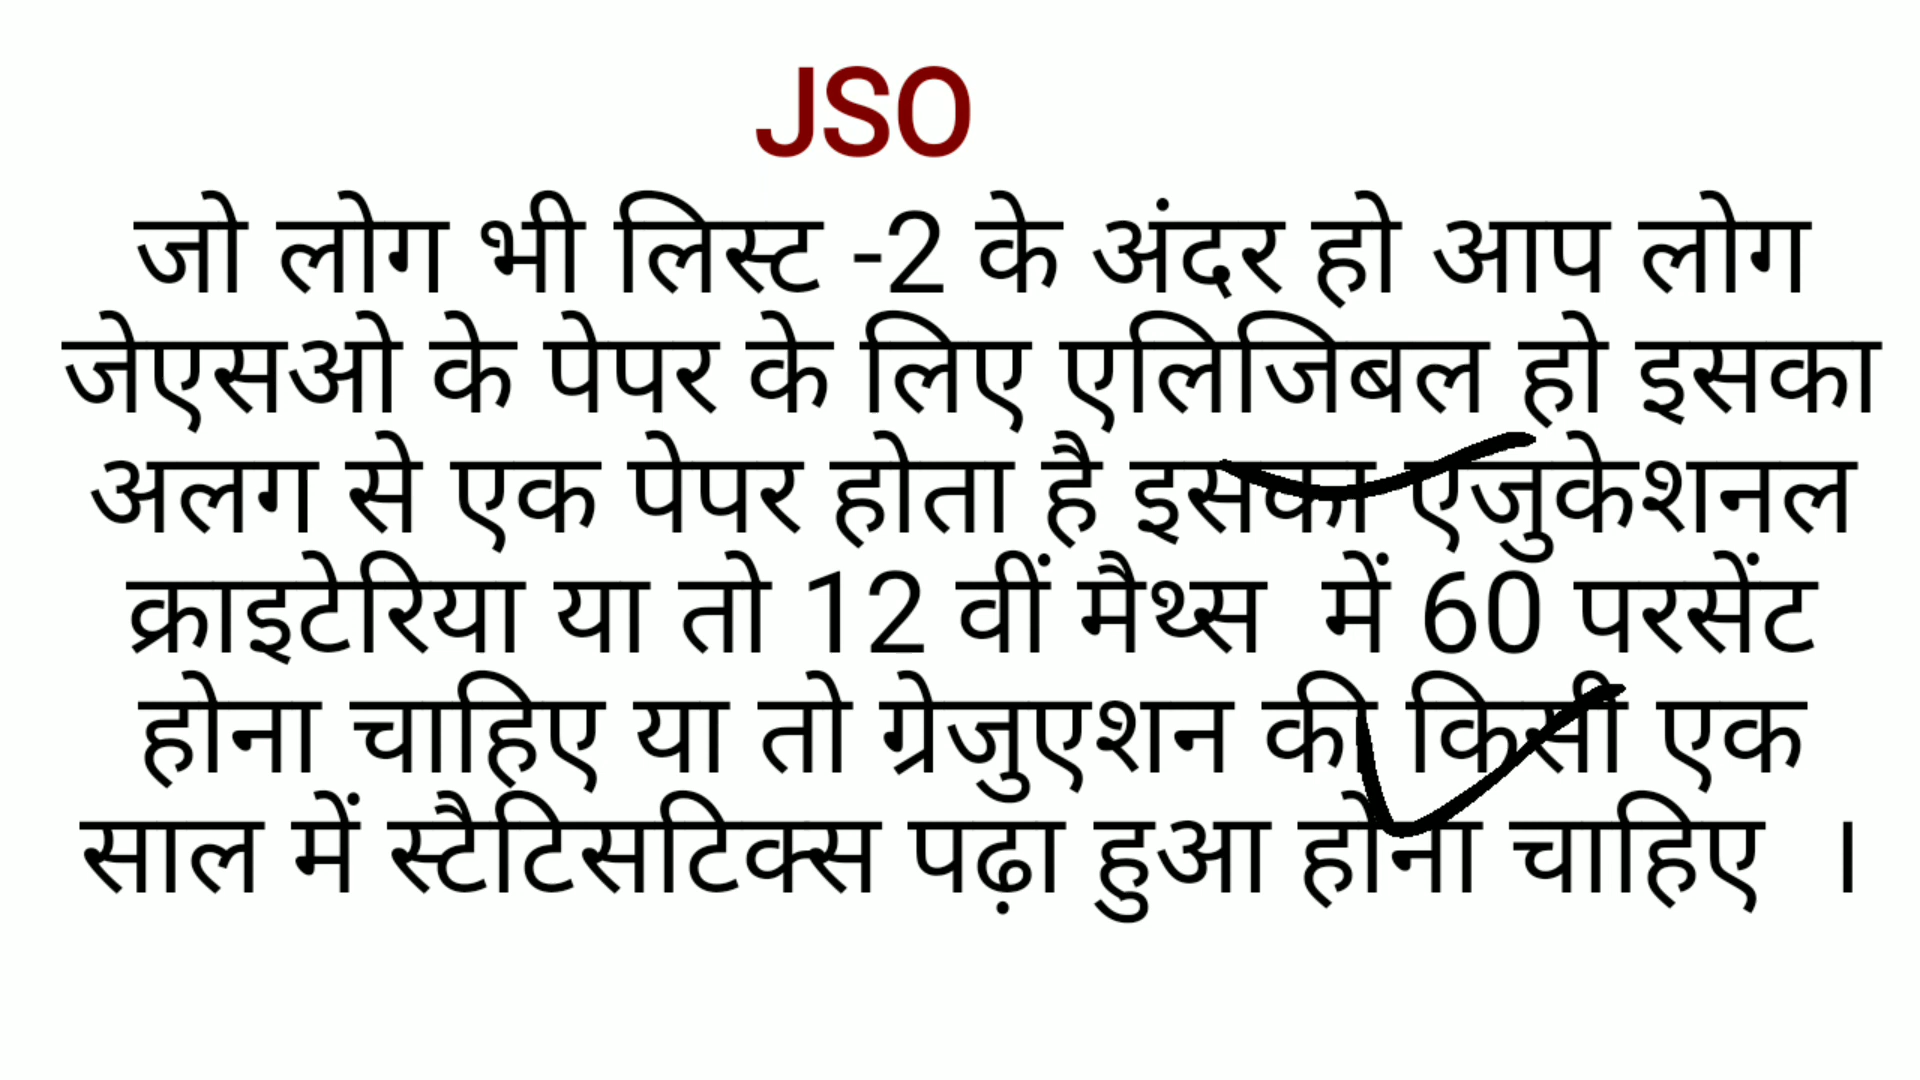 JSO
जो लोग भी लिस्ट -2 के अंदर हो आप लोग
जेएसओ के पेपर के लिए एलिजिबल हो इसका
अलग से एक पेपर होता है इसका एजुकेशनल
क्राइटेरिया या तो 12 वीं मैथ्स में 60 परसेंट
होना चाहिए या तो ग्रेजुएशन की किसी एक
साल में स्टैटिसटिक्स पढ़ा हुआ होना चाहिए ।